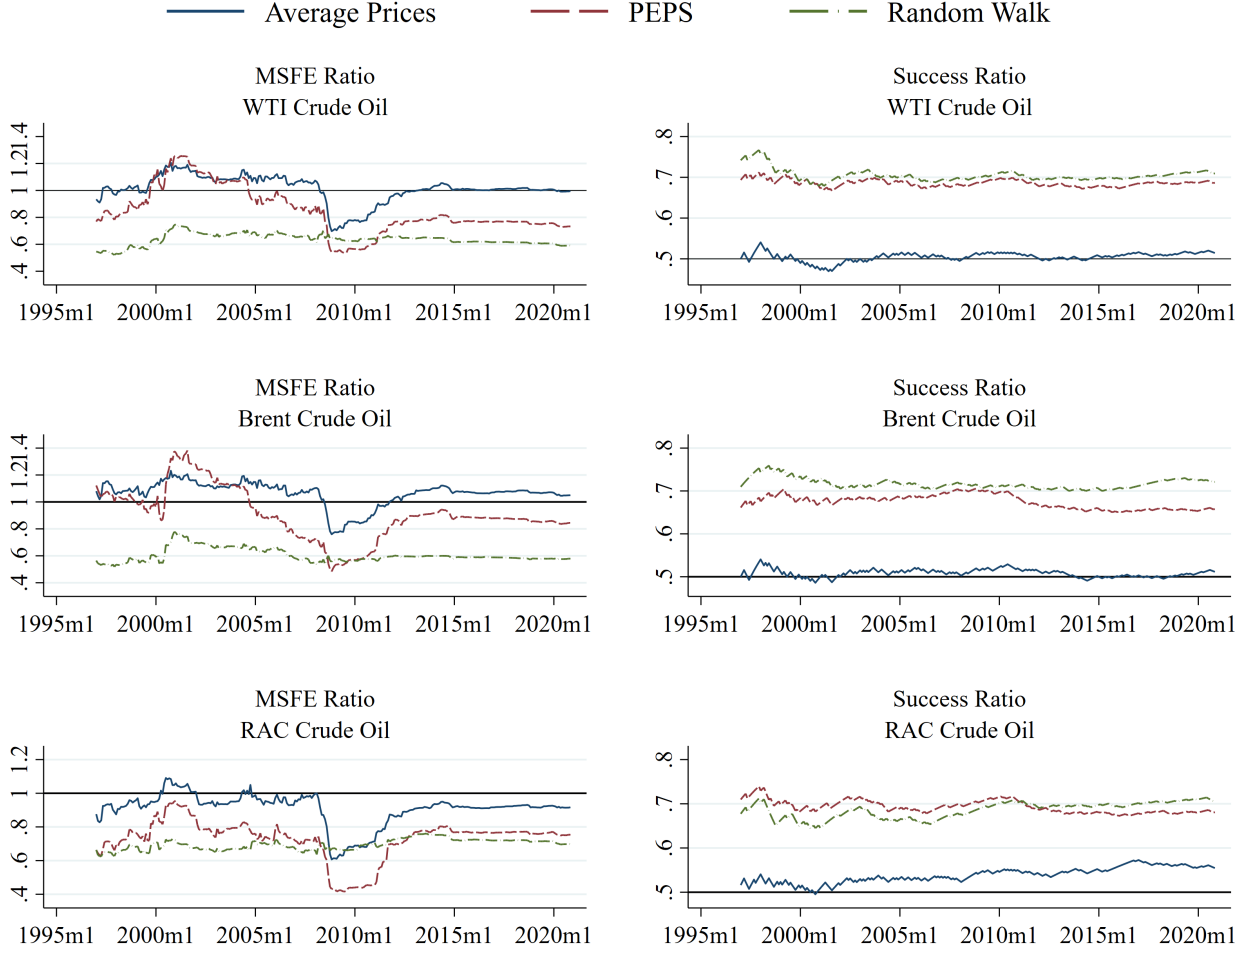 Average Prices PEPS Random Walk
MSFE Ratio
WTI Crude Oil
.4 .6 .8 1 1.2 1.4
1995m1 2000m1 2005m1 2010m1 2015m1 2020m1
Success Ratio
WTI Crude Oil
.5 .6 .7 .8
1995m1 2000m1 2005m1 2010m1 2015m1 2020m1
MSFE Ratio
Brent Crude Oil
.4 .6 .8 1 1.2 1.4
1995m1 2000m1 2005m1 2010m1 2015m1 2020m1
Success Ratio
Brent Crude Oil
.5 .6 .7 .8
1995m1 2000m1 2005m1 2010m1 2015m1 2020m1
MSFE Ratio
RAC Crude Oil
.4 .6 .8 1 1.2
1995m1 2000m1 2005m1 2010m1 2015m1 2020m1
Success Ratio
RAC Crude Oil
.5 .6 .7 .8
1995m1 2000m1 2005m1 2010m1 2015m1 2020m1